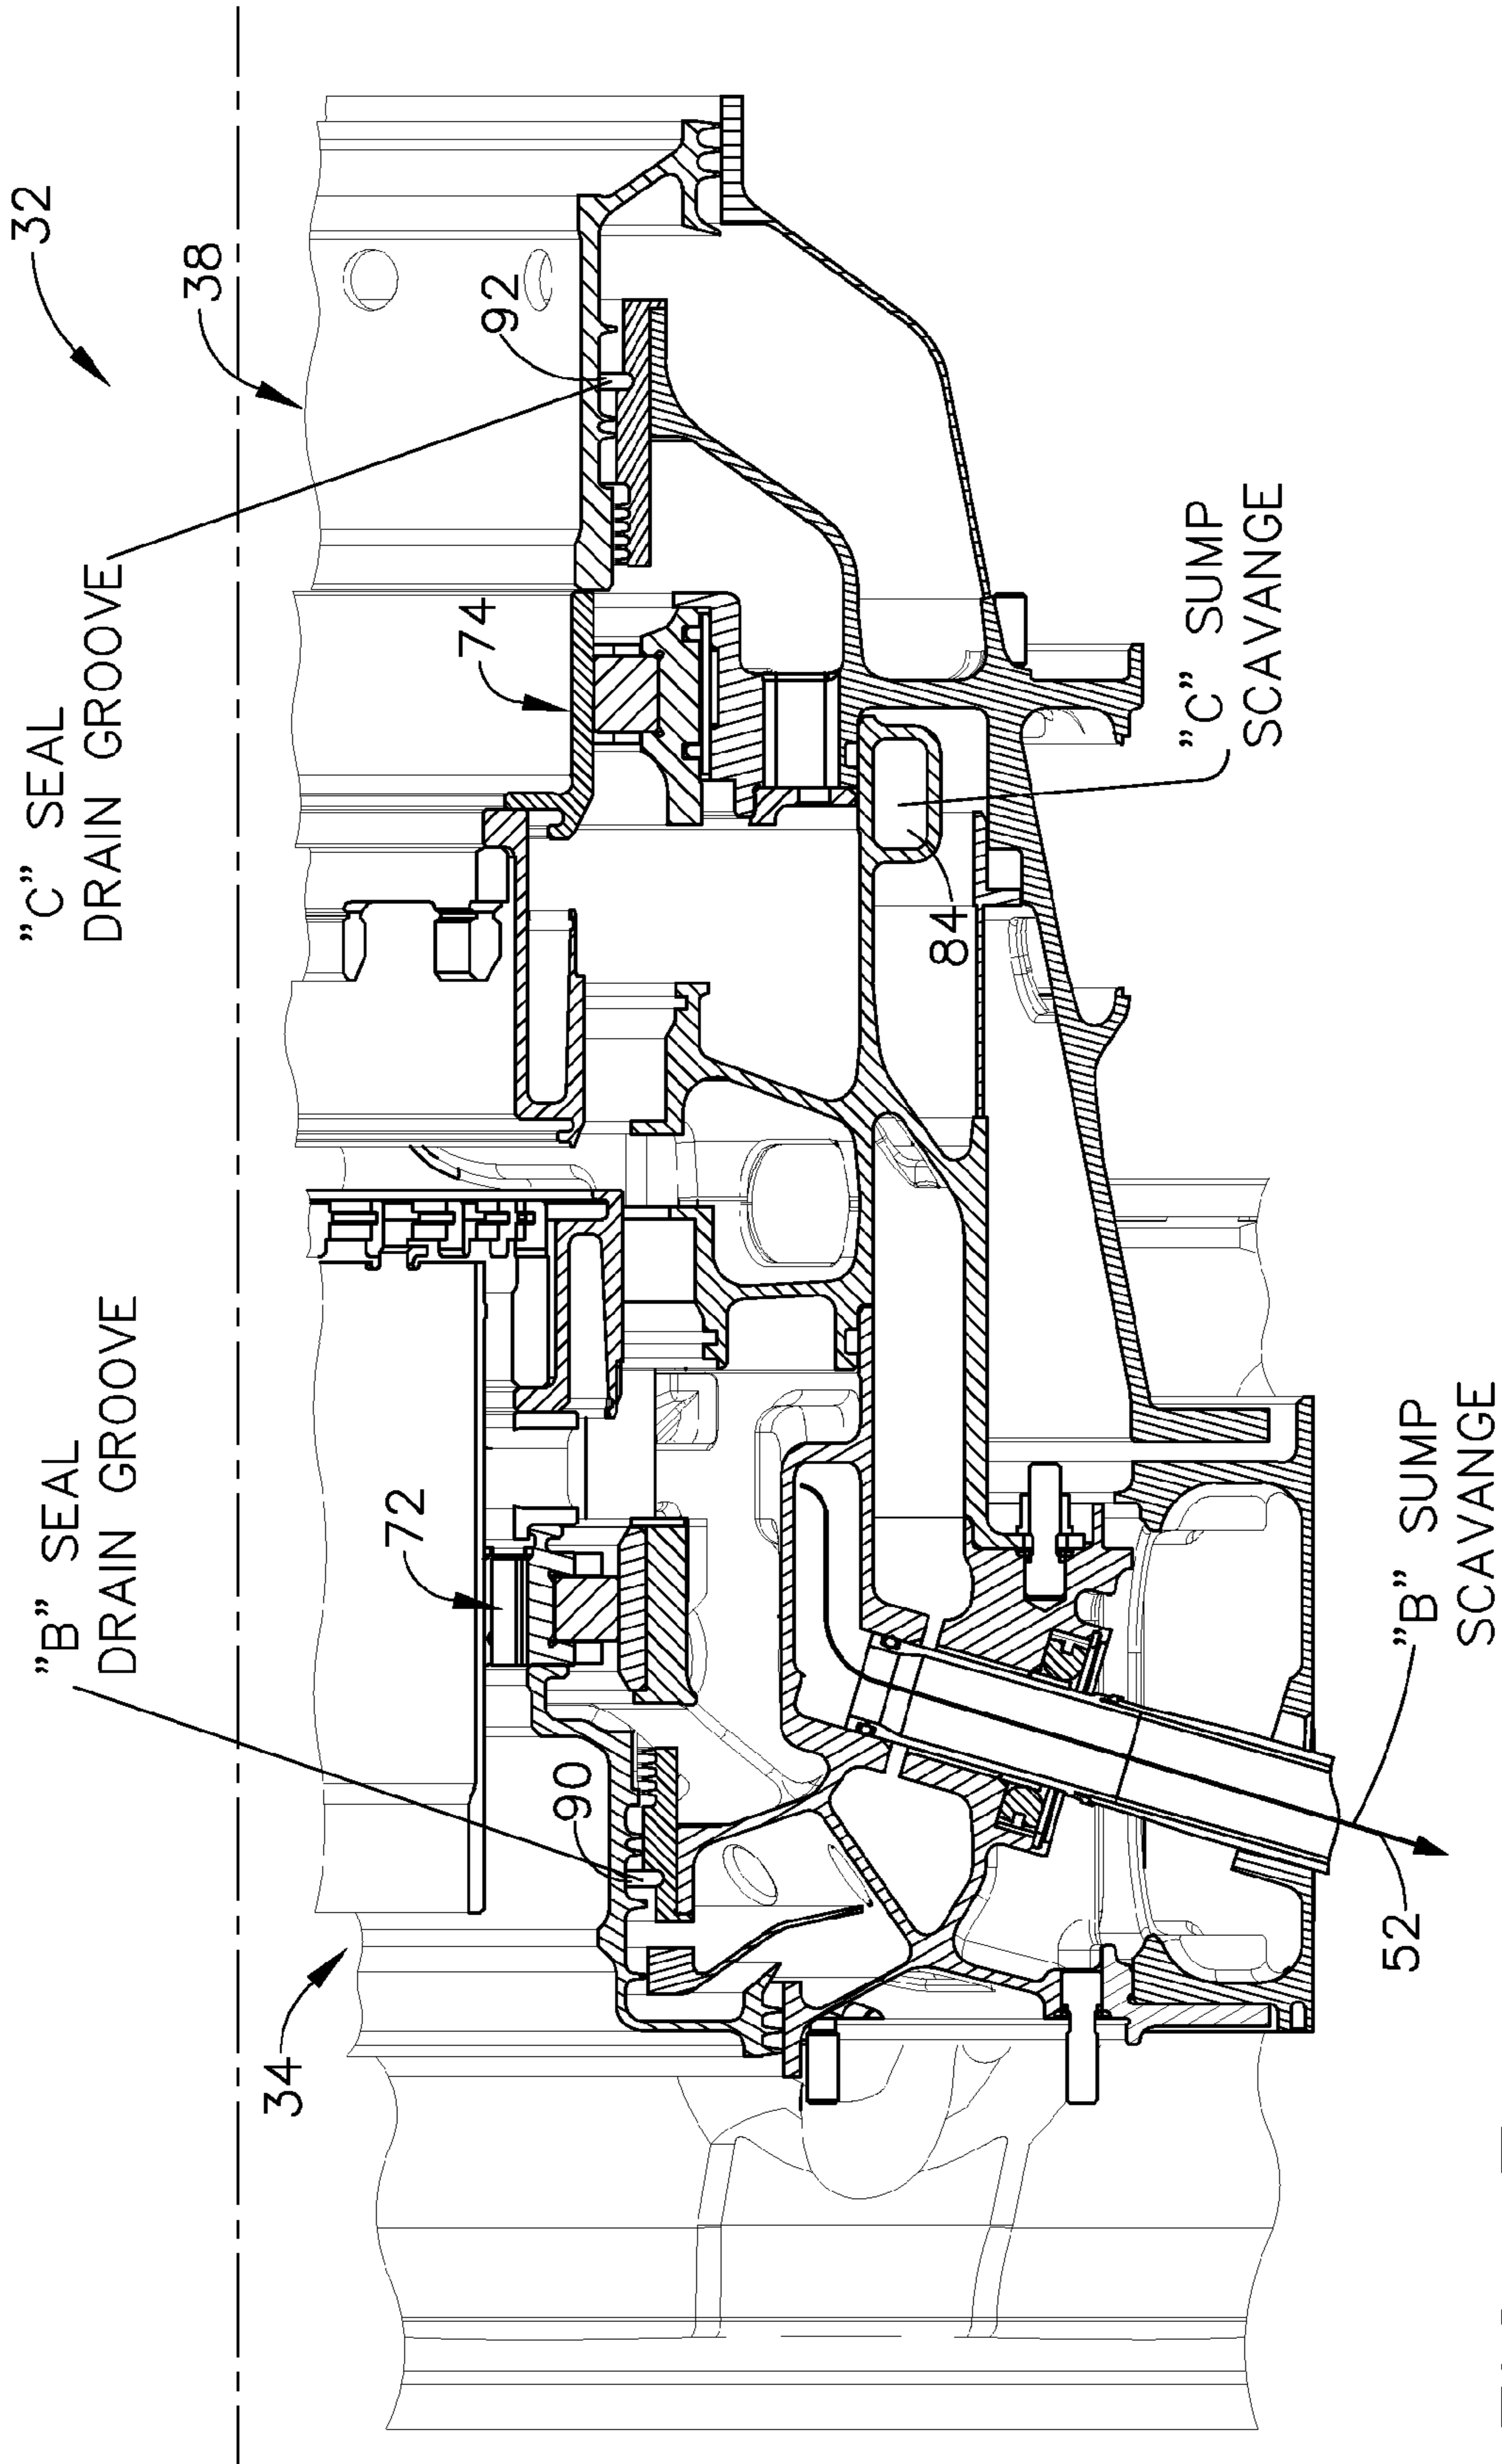 ”B” SEAL
DRAIN GROOVE
”C” SEAL
DRAIN GROOVE
32
34
38
72
74
90
92
84
”C” SUMP
SCAVANGE
52
”B” SUMP
SCAVANGE